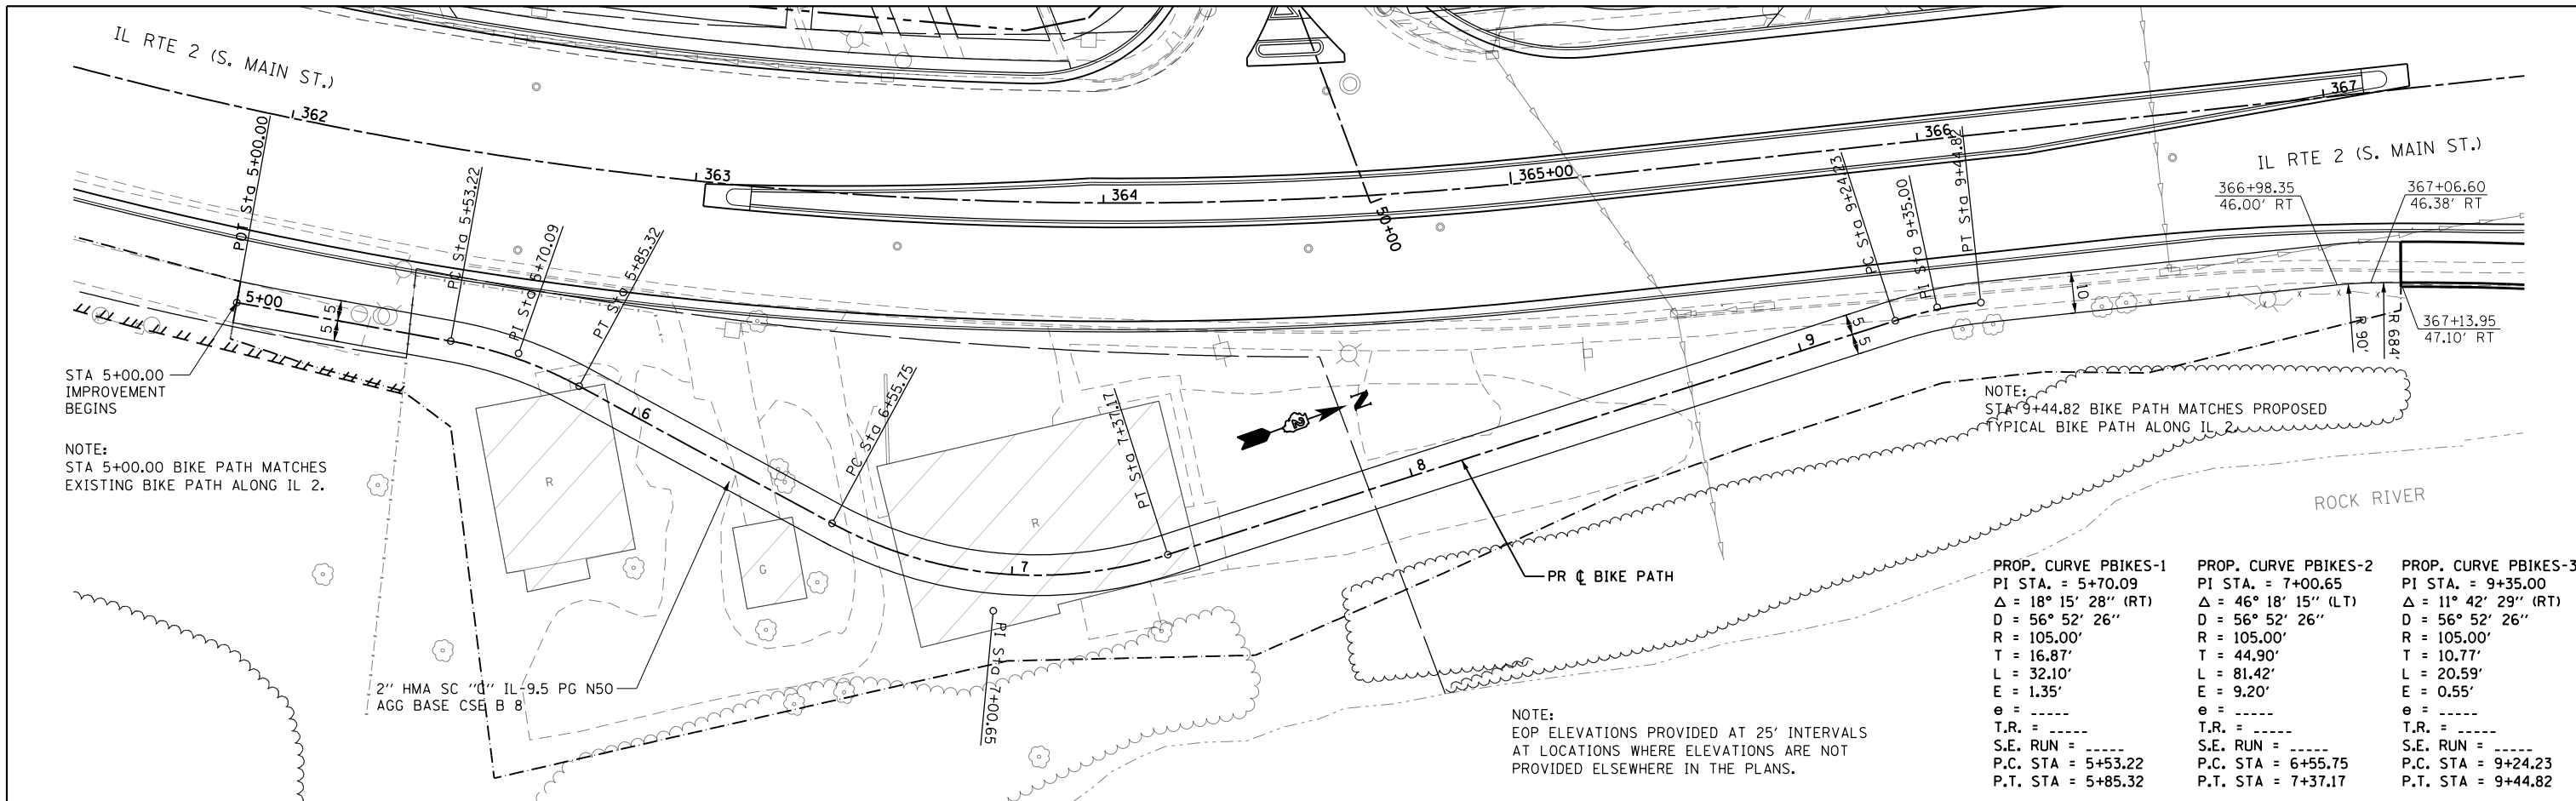 IL RTE 2 (S. MAIN ST.)
362
363
364
365+00
366
367
50+00
IL RTE 2 (S. MAIN ST.)
366+98.35
46.00' RT
367+06.60
46.38' RT
367+13.95
47.10' RT
R 90'
R 684'
POT Sta 5+00.00
PC Sta 5+53.22
PI Sta 5+70.09
PT Sta 5+85.32
PC Sta 6+55.75
PI Sta 7+00.65
PT Sta 7+37.17
PC Sta 9+24.23
PI Sta 9+35.00
PT Sta 9+44.82
5+00
5'
5'
6
7
8
9
5'
5'
10'
R
G
R
N
STA 5+00.00
IMPROVEMENT
BEGINS
NOTE:
STA 5+00.00 BIKE PATH MATCHES
EXISTING BIKE PATH ALONG IL 2.
2'' HMA SC "C" IL-9.5 PG N50
AGG BASE CSE B 8
PR ℄ BIKE PATH
NOTE:
STA 9+44.82 BIKE PATH MATCHES PROPOSED
TYPICAL BIKE PATH ALONG IL 2.
ROCK RIVER
NOTE:
EOP ELEVATIONS PROVIDED AT 25' INTERVALS
AT LOCATIONS WHERE ELEVATIONS ARE NOT
PROVIDED ELSEWHERE IN THE PLANS.
PROP. CURVE PBIKES-1
PI STA. = 5+70.09
Δ = 18° 15' 28'' (RT)
D = 56° 52' 26''
R = 105.00'
T = 16.87'
L = 32.10'
E = 1.35'
e = -----
T.R. = -----
S.E. RUN = -----
P.C. STA = 5+53.22
P.T. STA = 5+85.32
PROP. CURVE PBIKES-2
PI STA. = 7+00.65
Δ = 46° 18' 15'' (LT)
D = 56° 52' 26''
R = 105.00'
T = 44.90'
L = 81.42'
E = 9.20'
e = -----
T.R. = -----
S.E. RUN = -----
P.C. STA = 6+55.75
P.T. STA = 7+37.17
PROP. CURVE PBIKES-3
PI STA. = 9+35.00
Δ = 11° 42' 29'' (RT)
D = 56° 52' 26''
R = 105.00'
T = 10.77'
L = 20.59'
E = 0.55'
e = -----
T.R. = -----
S.E. RUN = -----
P.C. STA = 9+24.23
P.T. STA = 9+44.82